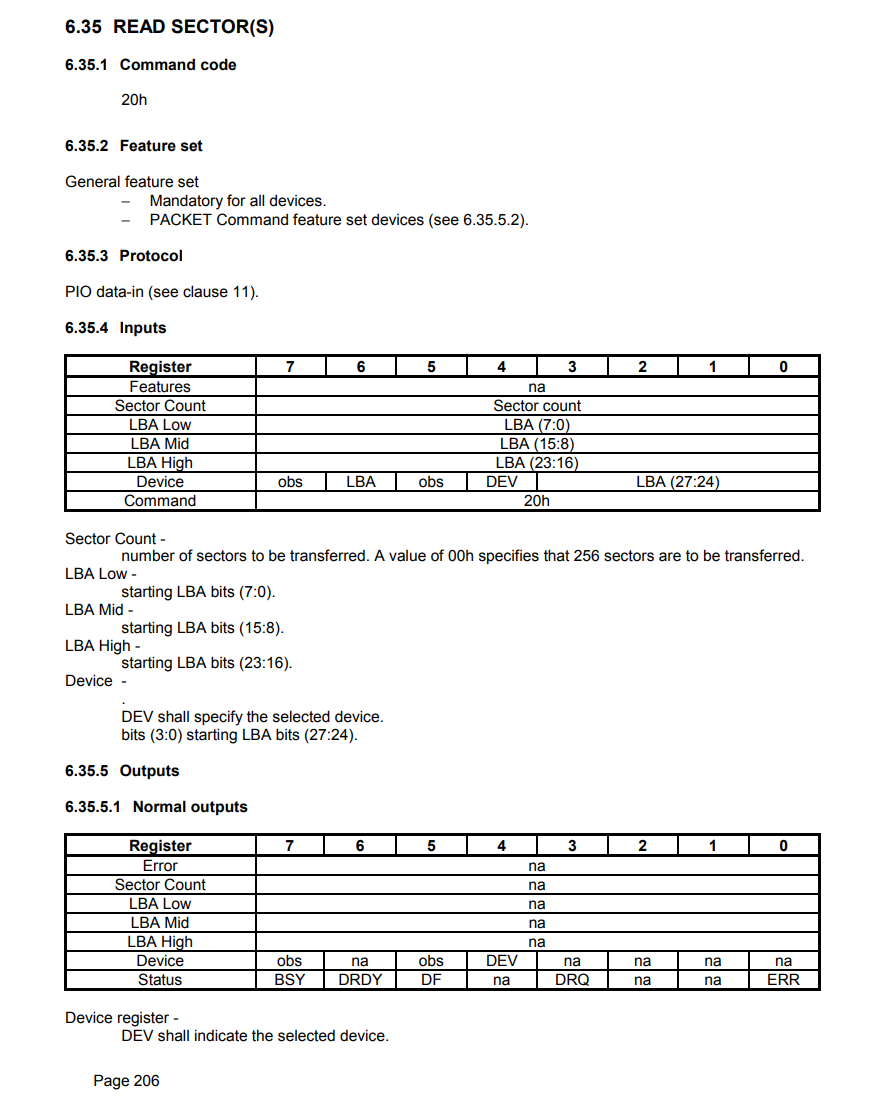 6.35 READ SECTOR(S)
6.35.1 Command code
20h
6.35.2 Feature set
General feature set
– Mandatory for all devices.
– PACKET Command feature set devices (see 6.35.5.2).
6.35.3 Protocol
PIO data-in (see clause 11).
6.35.4 Inputs
Register 7 6 5 4 3 2 1 0
Features na
Sector Count Sector count
LBA Low LBA (7:0)
LBA Mid LBA (15:8)
LBA High LBA (23:16)
Device obs LBA obs DEV LBA (27:24)
Command 20h
Sector Count -
number of sectors to be transferred. A value of 00h specifies that 256 sectors are to be transferred.
LBA Low -
starting LBA bits (7:0).
LBA Mid -
starting LBA bits (15:8).
LBA High -
starting LBA bits (23:16).
Device -
.
DEV shall specify the selected device.
bits (3:0) starting LBA bits (27:24).
6.35.5 Outputs
6.35.5.1 Normal outputs
Register 7 6 5 4 3 2 1 0
Error na
Sector Count na
LBA Low na
LBA Mid na
LBA High na
Device obs na obs DEV na na na na
Status BSY DRDY DF na DRQ na na ERR
Device register -
DEV shall indicate the selected device.
Page 206